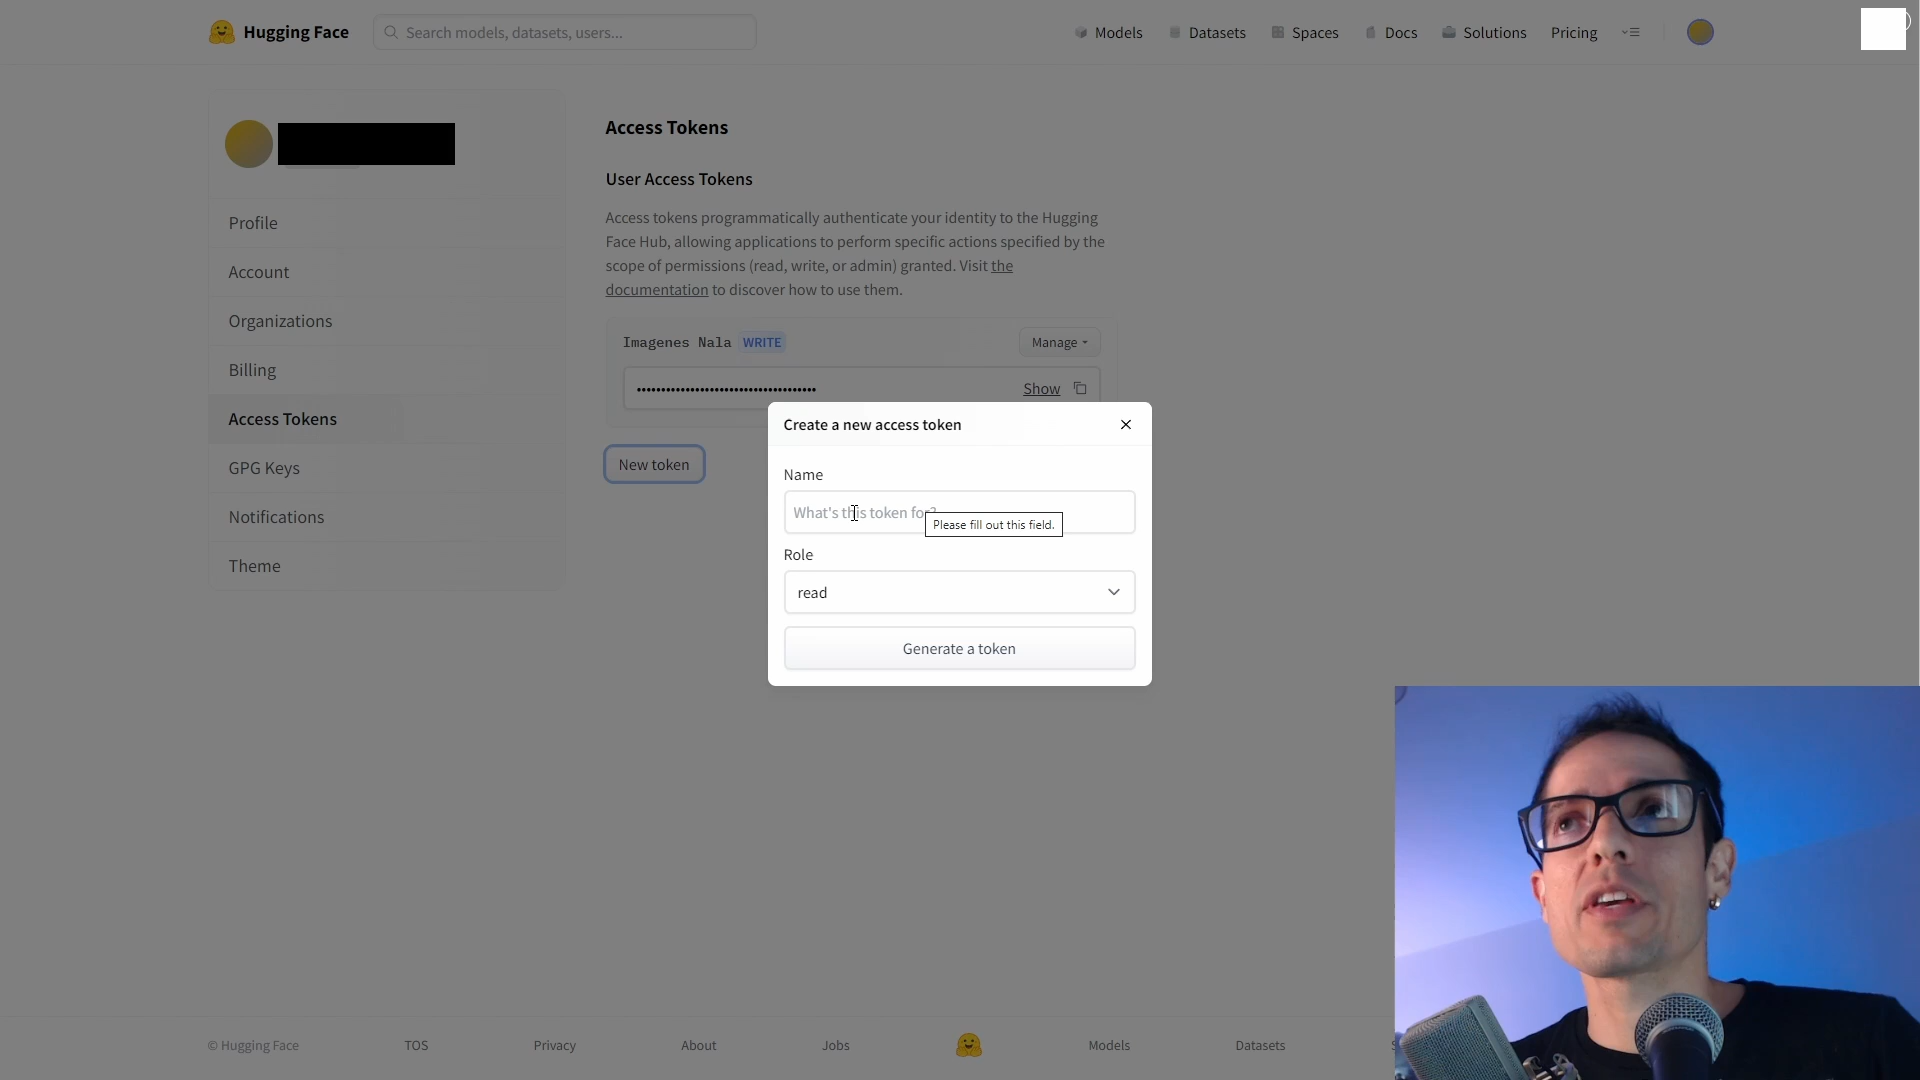 Hugging Face
Search models, datasets, users...
Models
Datasets
Spaces
Docs
Solutions
Pricing
Profile
Account
Organizations
Billing
Access Tokens
GPG Keys
Notifications
Theme
Access Tokens
User Access Tokens
Access tokens programmatically authenticate your identity to the Hugging
Face Hub, allowing applications to perform specific actions specified by the
scope of permissions (read, write, or admin) granted. Visit the
documentation to discover how to use them.
Imagenes Nala WRITE
Manage
••••••••••••••••••••••••••••••••••••• Show
New token
Create a new access token
Name
What's this token for?
Please fill out this field.
Role
read
Generate a token
© Hugging Face
TOS
Privacy
About
Jobs
Models
Datasets